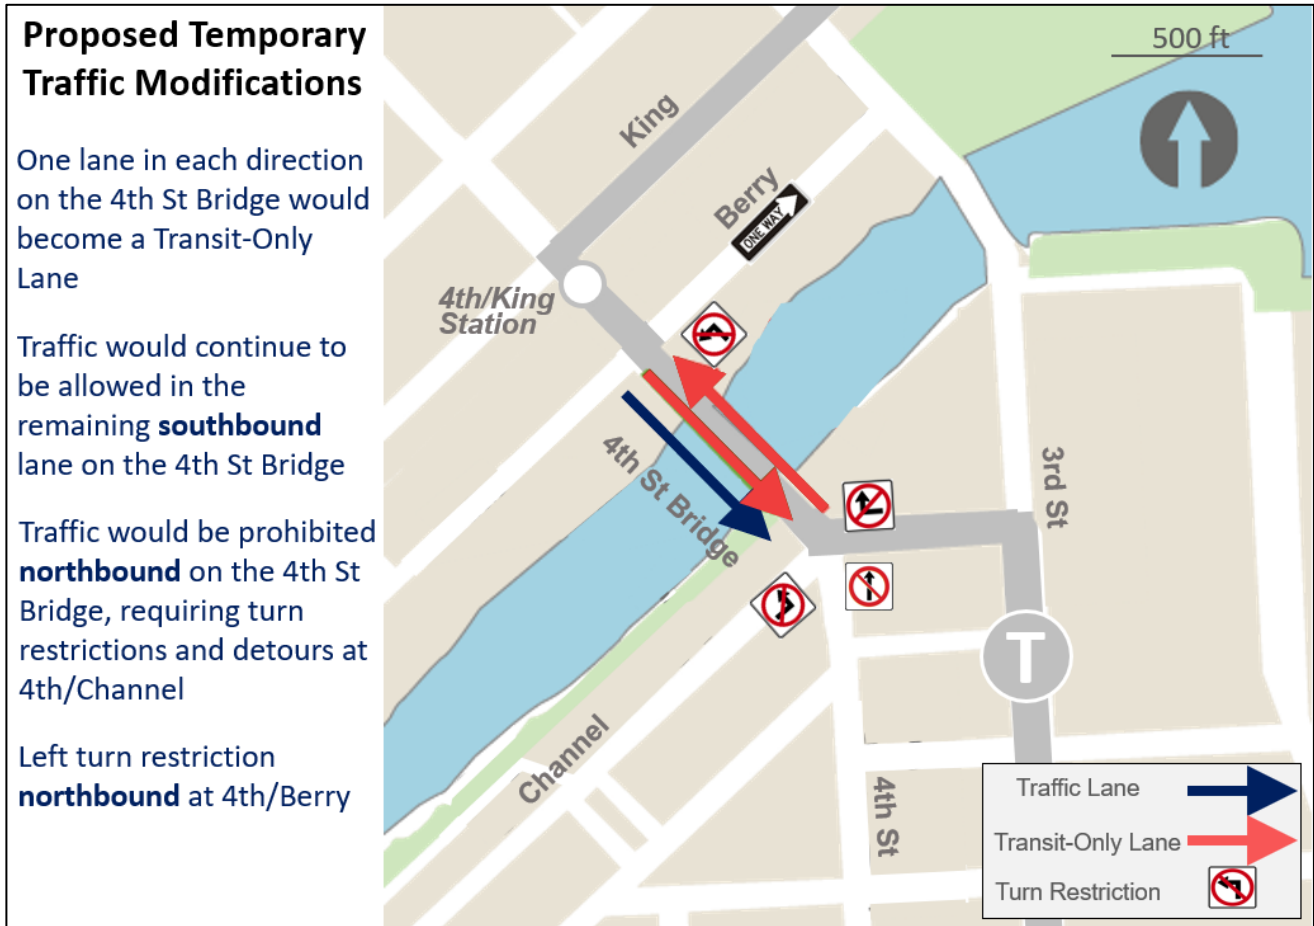 Proposed Temporary
Traffic Modifications
One lane in each direction
on the 4th St Bridge would
become a Transit-Only
Lane
Traffic would continue to
be allowed in the
remaining southbound
lane on the 4th St Bridge
Traffic would be prohibited
northbound on the 4th St
Bridge, requiring turn
restrictions and detours at
4th/Channel
Left turn restriction
northbound at 4th/Berry
500 ft
King
Berry
ONE WAY
4th/King
Station
4th St Bridge
3rd St
T
Channel
4th St
Traffic Lane
Transit-Only Lane
Turn Restriction